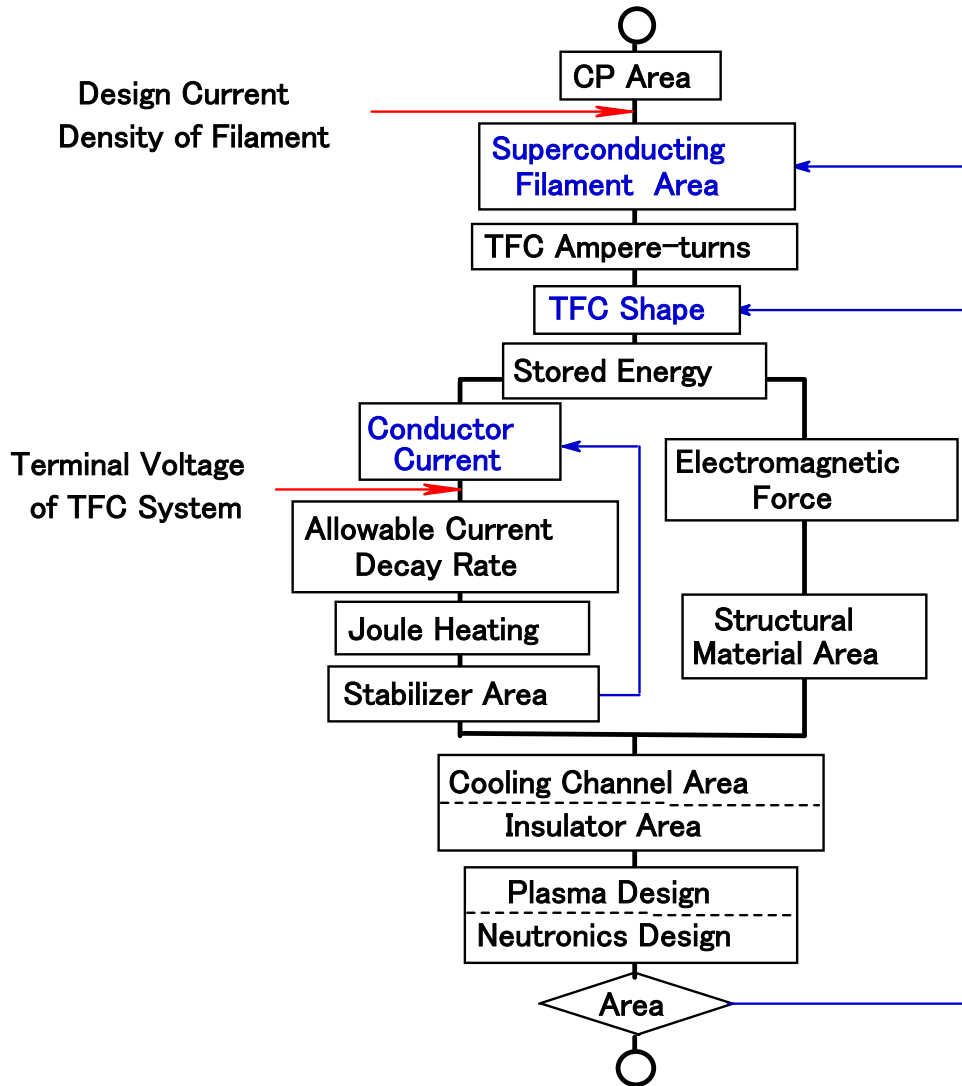 CP Area
Design Current
Density of Filament
Superconducting
Filament Area
TFC Ampere-turns
TFC Shape
Stored Energy
Conductor
Current
Electromagnetic
Force
Terminal Voltage
of TFC System
Allowable Current
Decay Rate
Joule Heating
Structural
Material Area
Stabilizer Area
Cooling Channel Area
Insulator Area
Plasma Design
Neutronics Design
Area